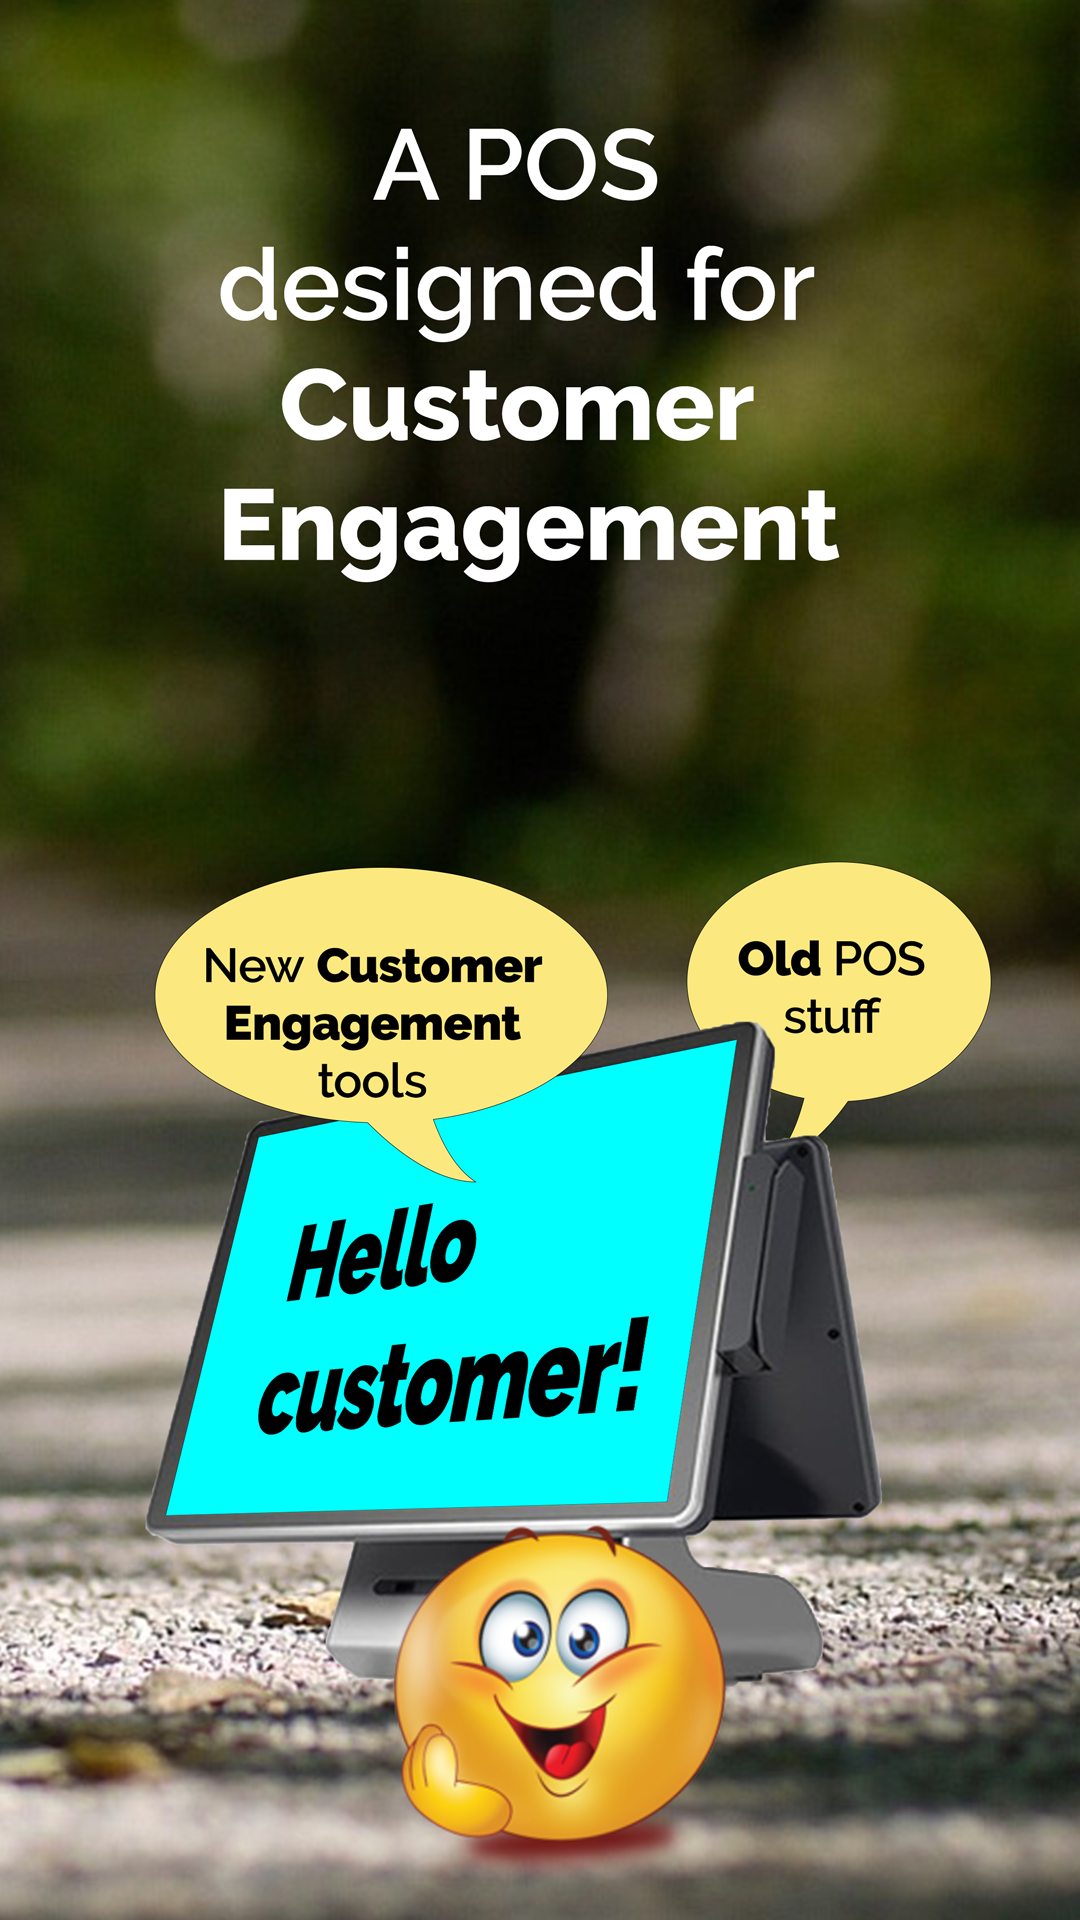 A POS
designed for
Customer
Engagement
New Customer
Engagement
tools
Old POS
stuff
Hello
customer!